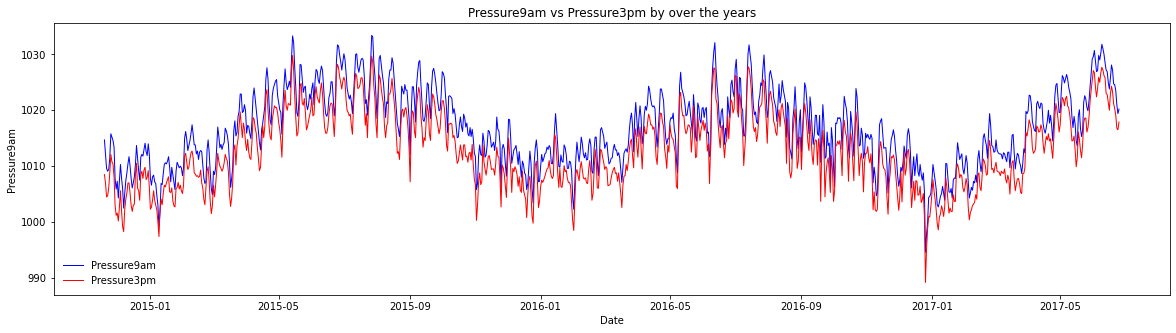 Pressure9am vs Pressure3pm by over the years
Pressure9am
1030
1020
1010
1000
990
Pressure9am
Pressure3pm
2015-01
2015-05
2015-09
2016-01
2016-05
2016-09
2017-01
2017-05
Date